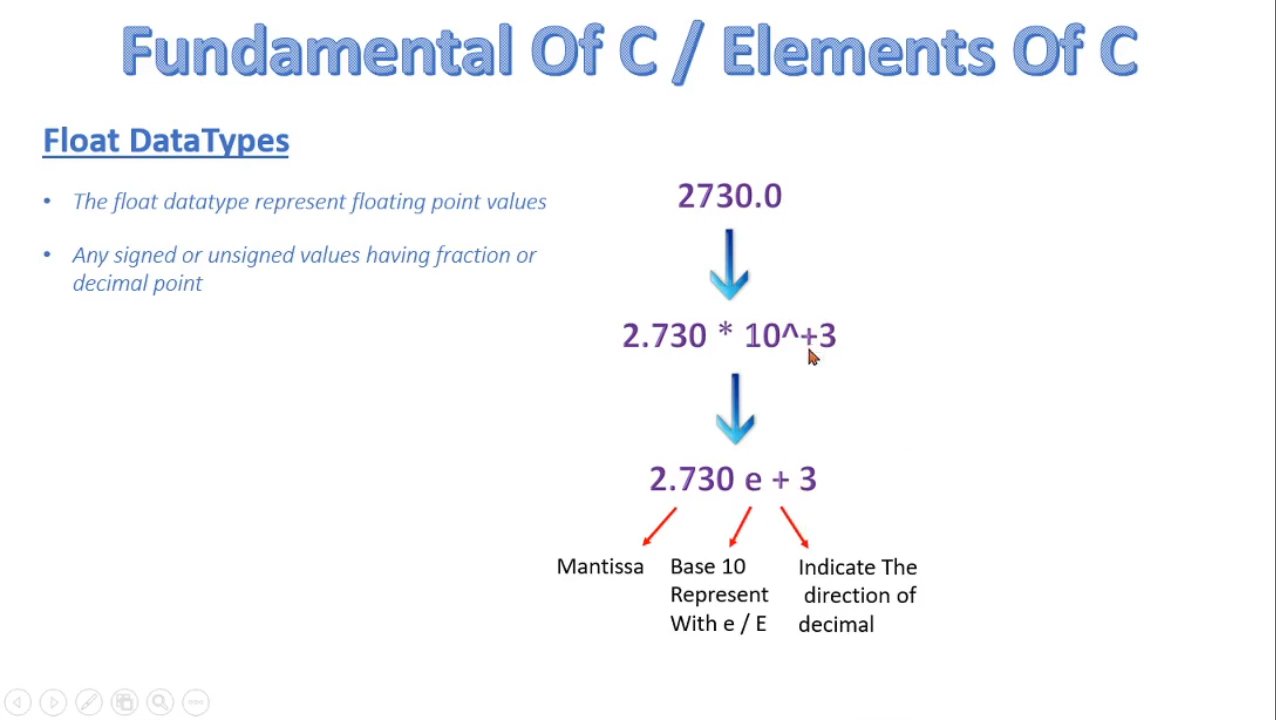 Fundamental Of C / Elements Of C
Float DataTypes
• The float datatype represent floating point values
• Any signed or unsigned values having fraction or
decimal point
2730.0
2.730 * 10^+3
2.730 e + 3
Mantissa
Base 10
Represent
With e / E
Indicate The
direction of
decimal